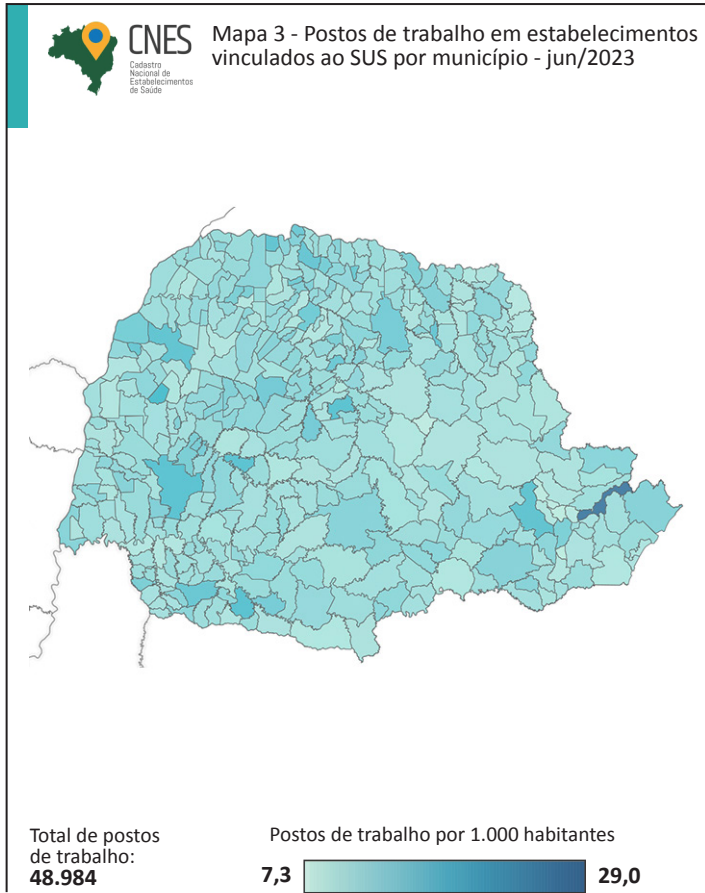 CNES
Cadastro
Nacional de
Estabelecimentos
de Saúde
Mapa 3 - Postos de trabalho em estabelecimentos
vinculados ao SUS por município - jun/2023
Total de postos
de trabalho:
48.984
Postos de trabalho por 1.000 habitantes
7,3
29,0